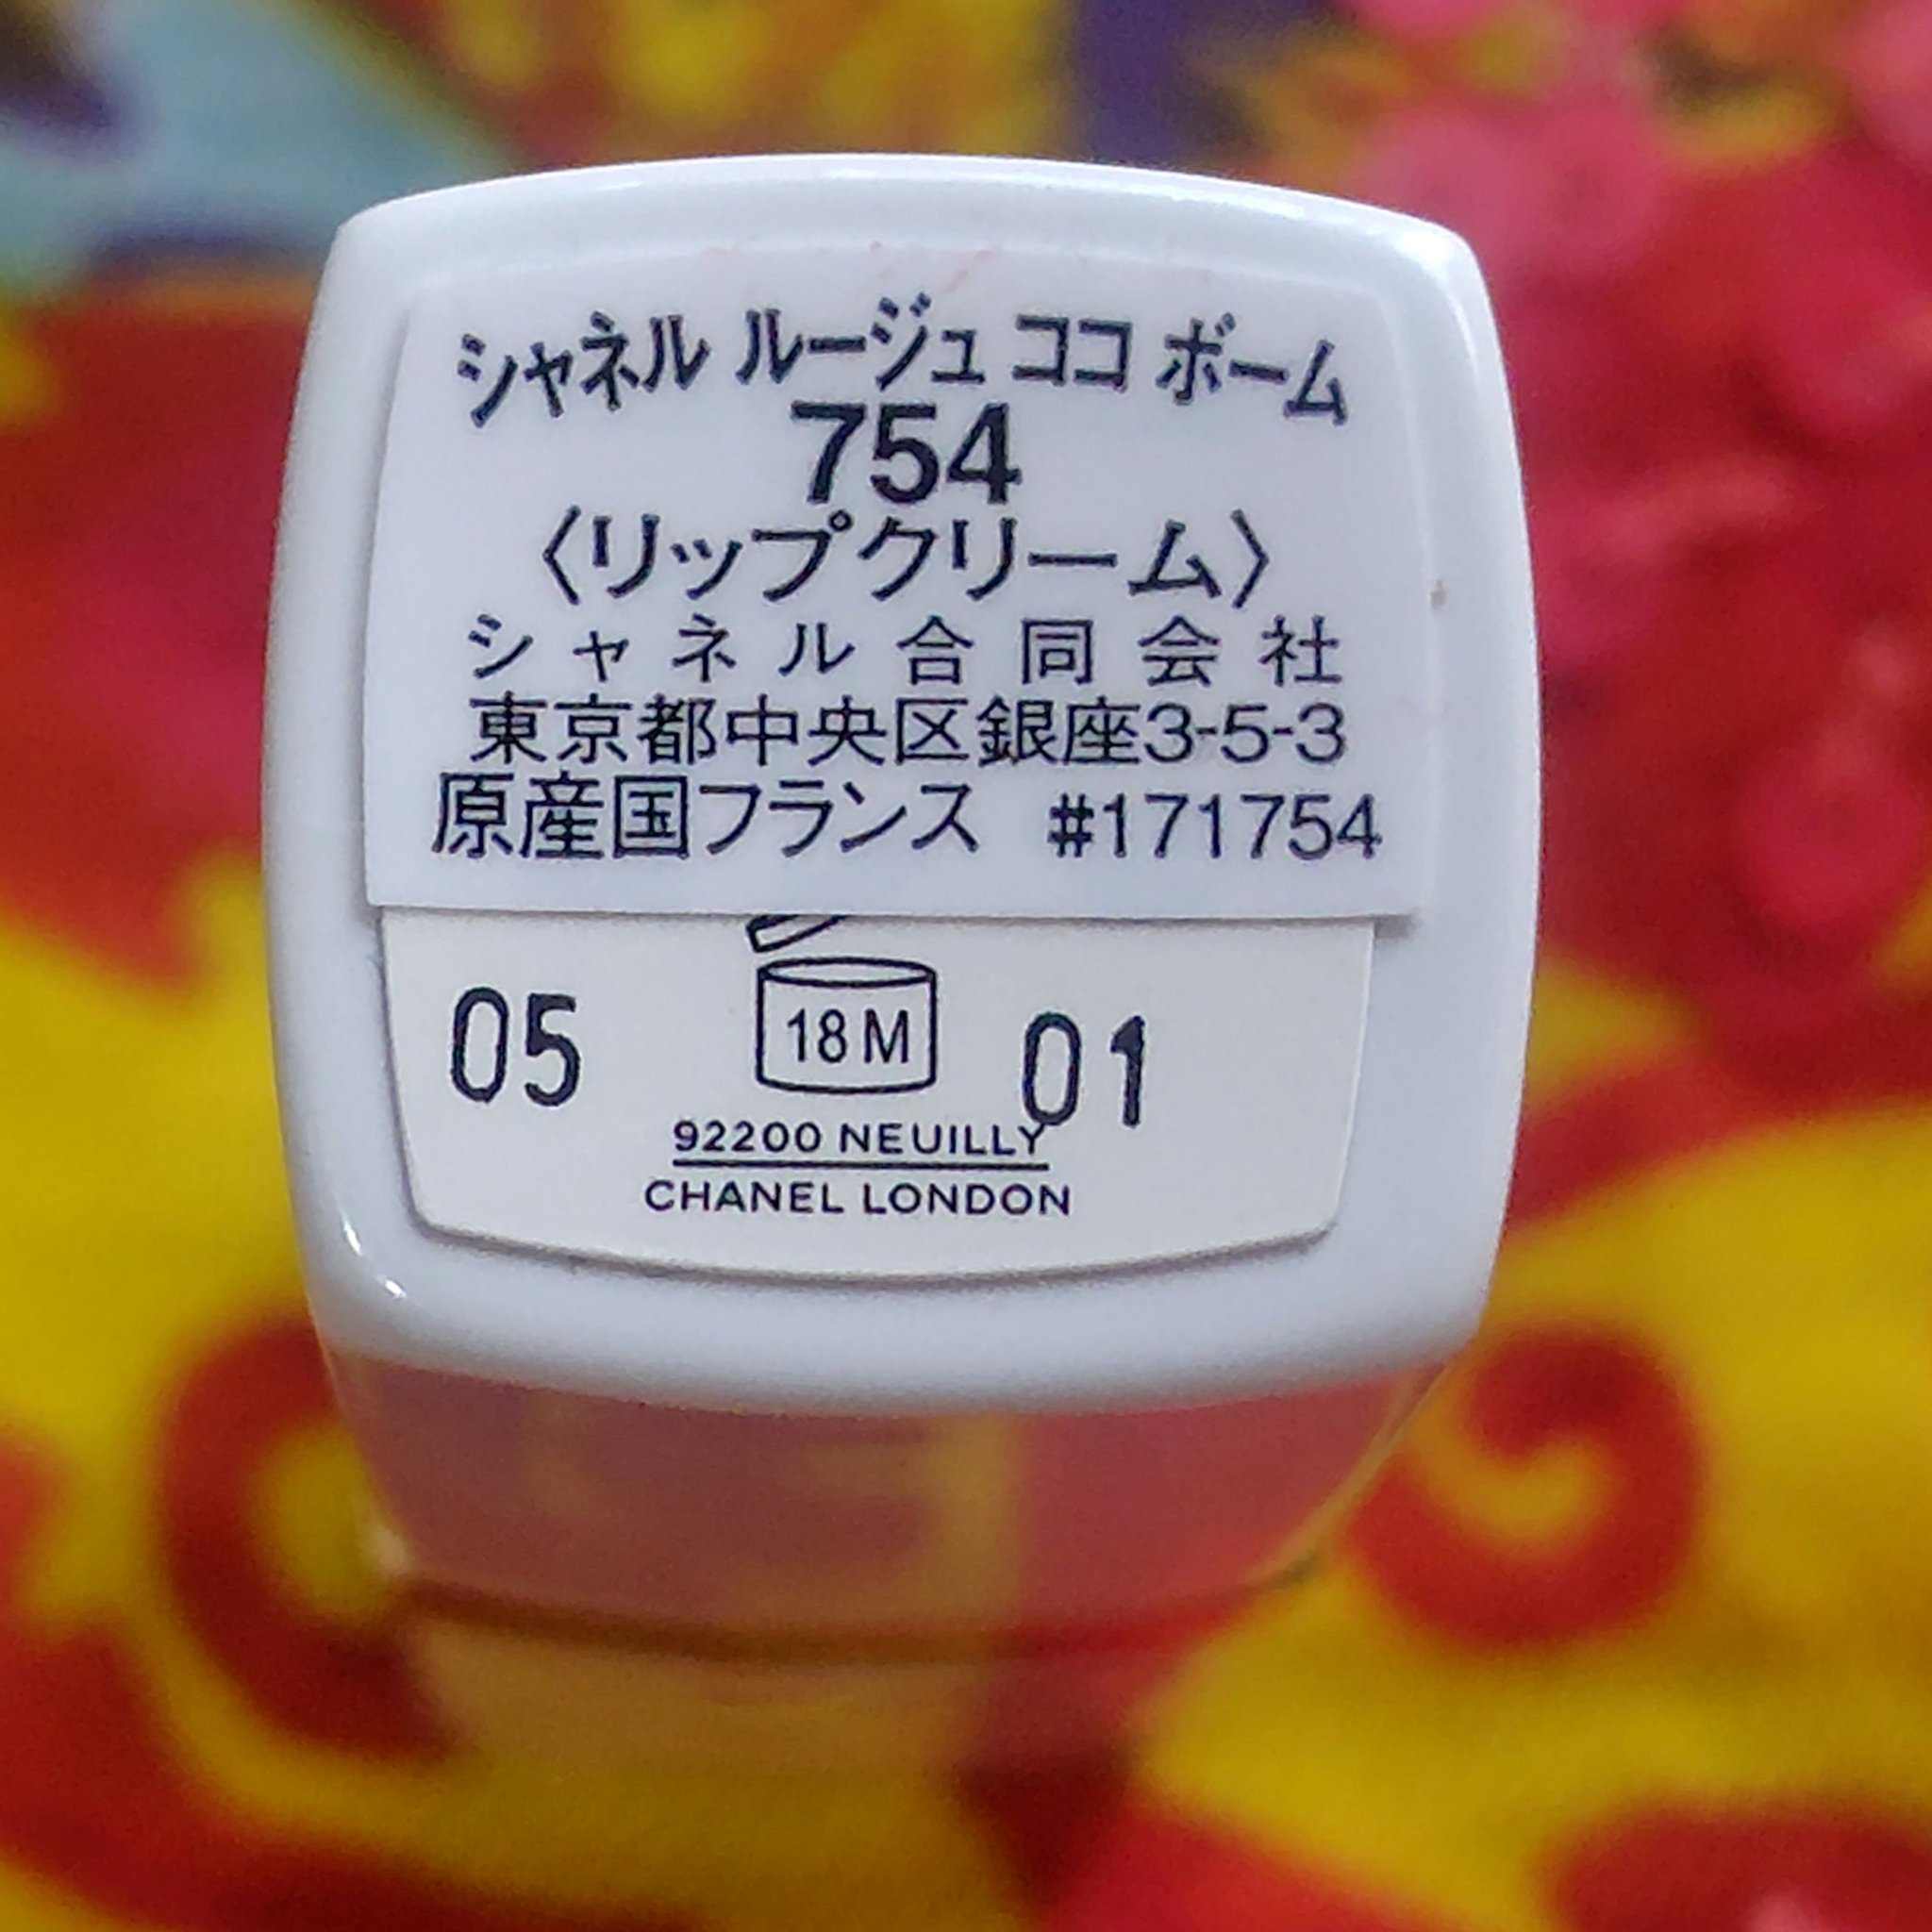 シャネル ルージュ ココ ボーム
754
〈リップクリーム〉
シャネル合同会社
東京都中央区銀座3-5-3
原産国フランス #171754
05 18M 01
92200 NEUILLY
CHANEL LONDON